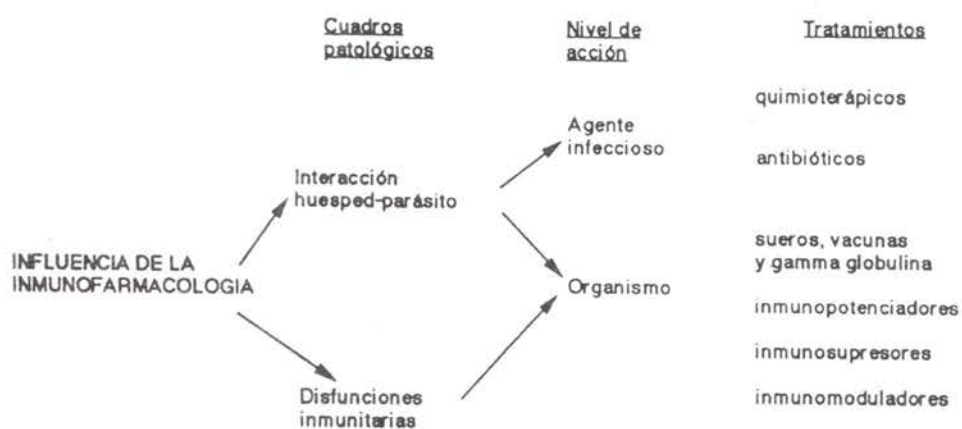 Cuadros
patológicos
Nivel de
acción
Tratamientos
quimioterápicos
Agente
infeccioso
antibióticos
Interacción
huesped-parásito
sueros, vacunas
y gamma globulina
INFLUENCIA DE LA
INMUNOFARMACOLOGIA
Organismo
inmunopotenciadores
inmunosupresores
Disfunciones
inmunitarias
inmunomoduladores